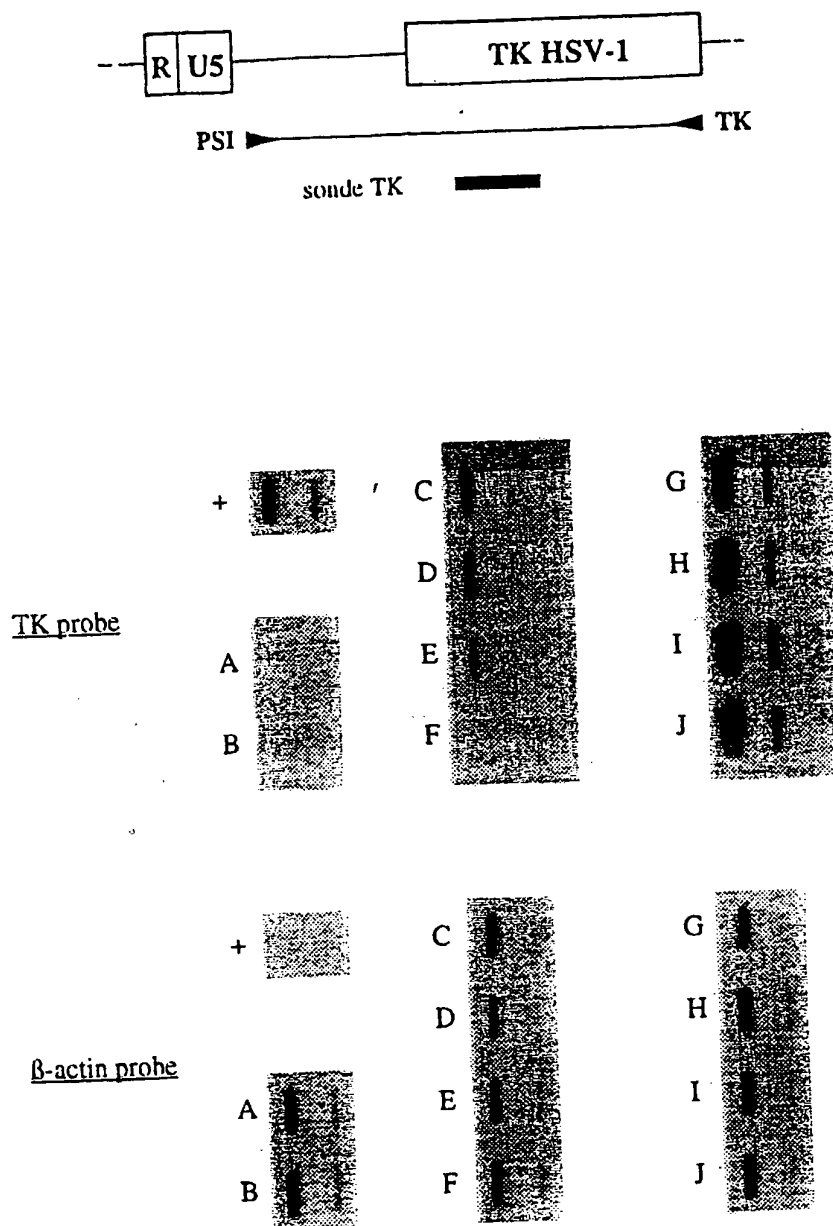 R U5 TK HSV-1
PSI TK
sonde TK
+ C G
D H
TK probe
A E I
B F J
+ C G
D H
ß-actin probe
A E I
B F J